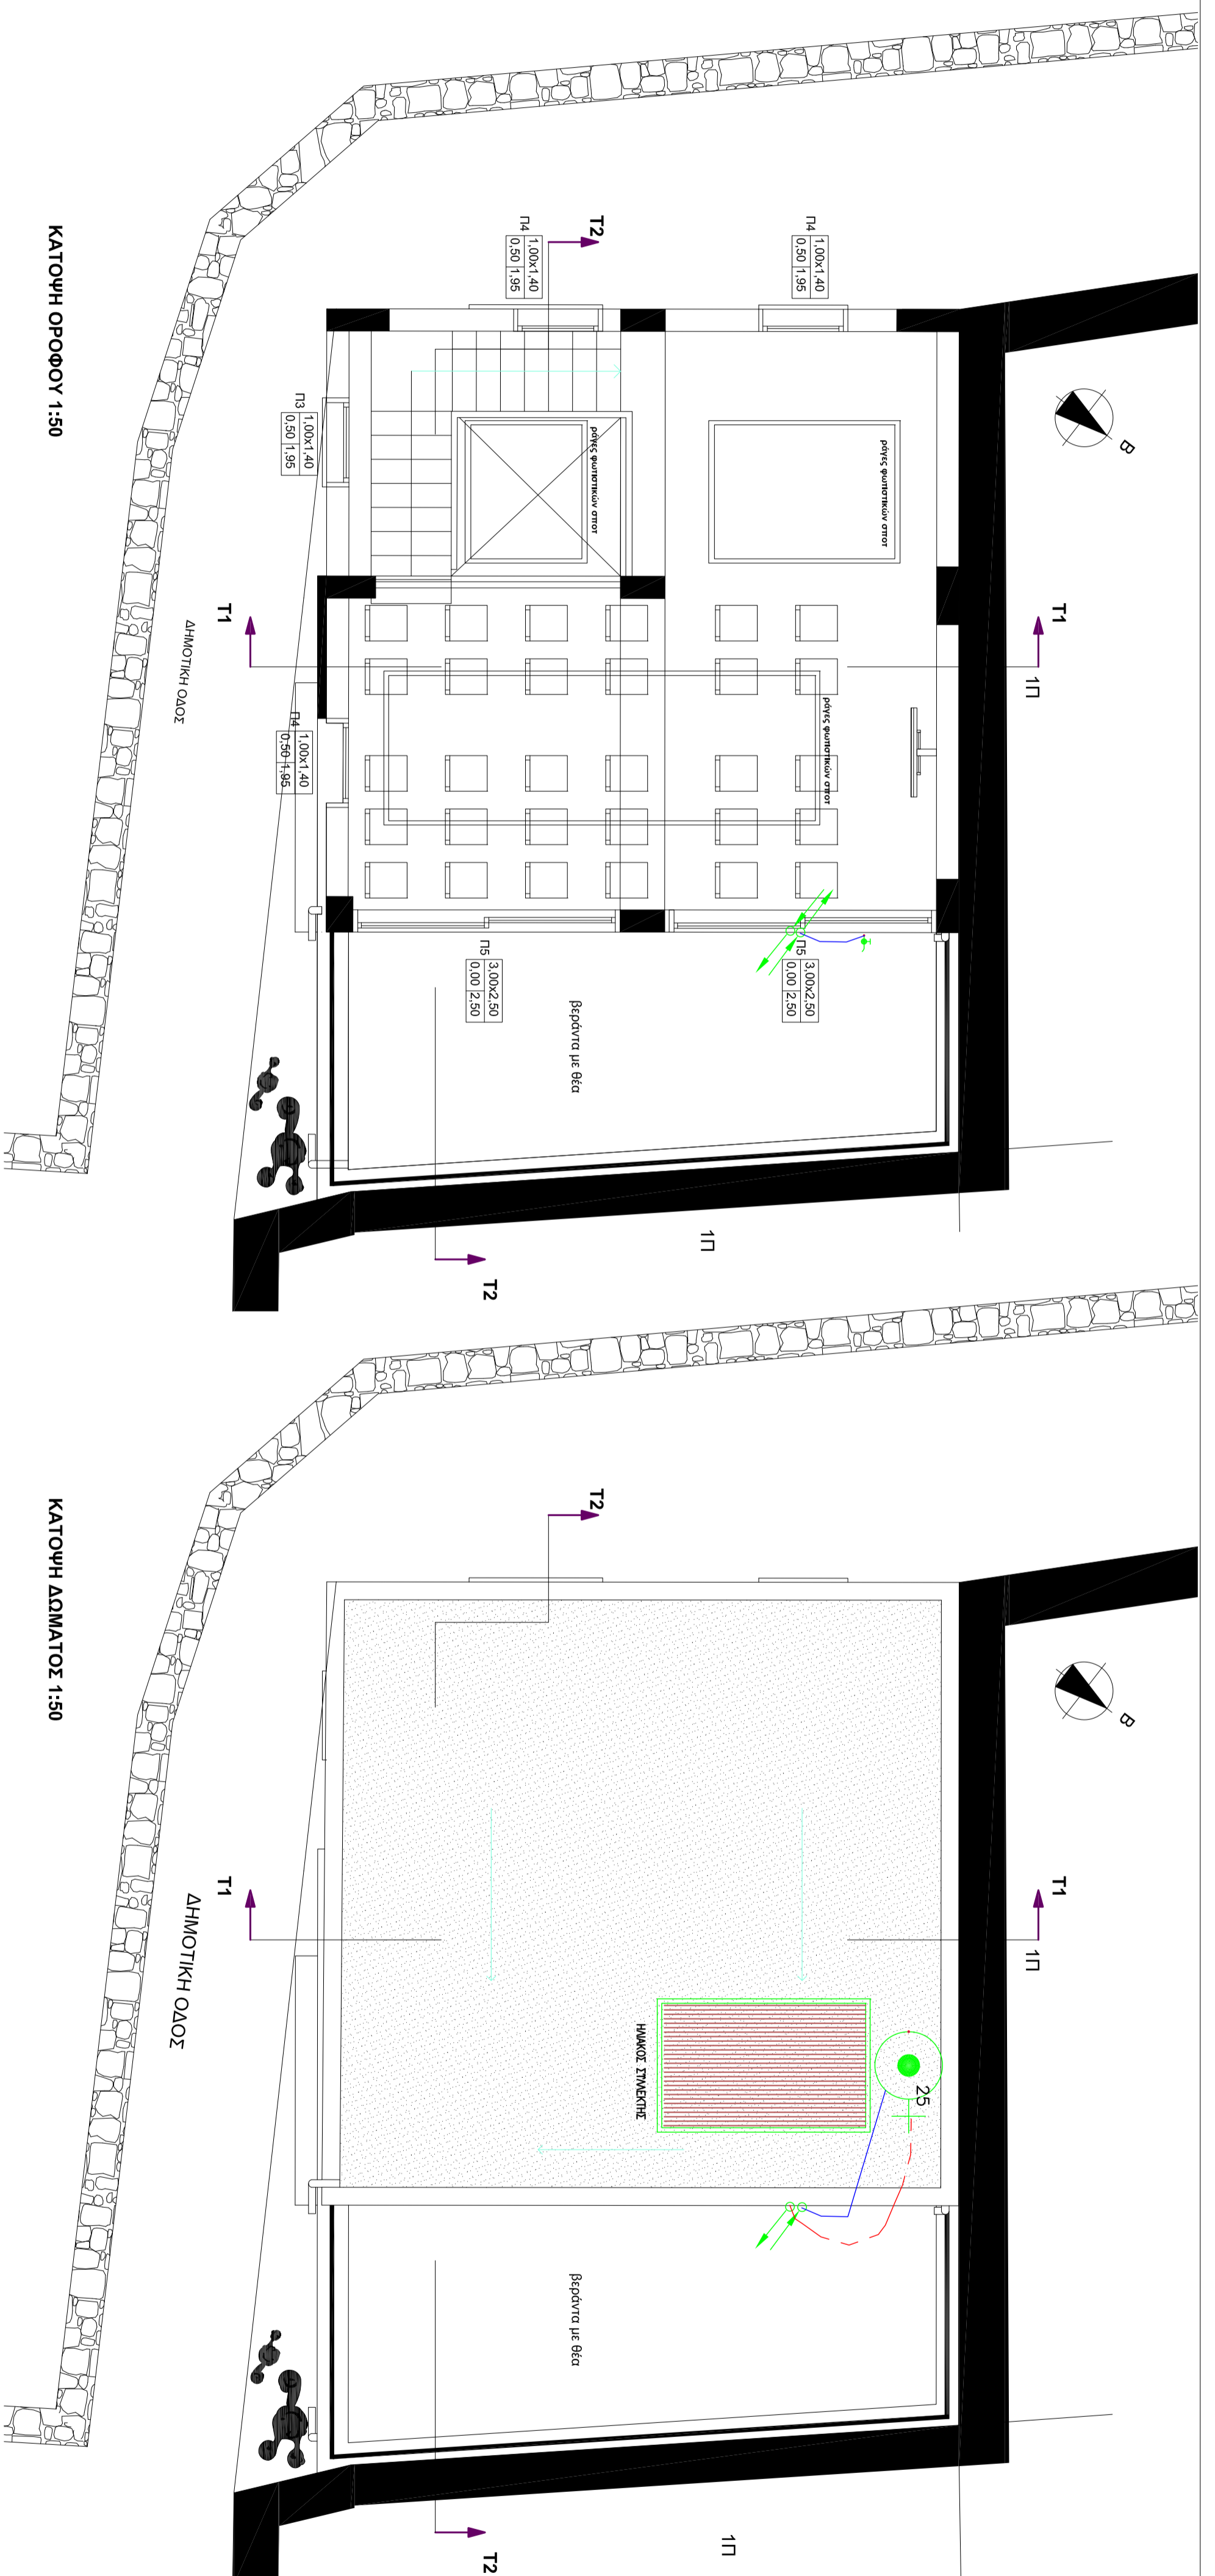 ΚΑΤΟΨΗ ΟΡΟΦΟΥ 1:50
Τ2
Π4
1,00x1,40
0,50 1,95
Π4
1,00x1,40
0,50 1,95
Β
Π3
1,00x1,40
0,50 1,95
ράγες φωτιστικών σποτ
ράγες φωτιστικών σποτ
Τ1
Τ1
1Π
ΔΗΜΟΤΙΚΗ ΟΔΟΣ
ράγες φωτιστικών σποτ
Π4
1,00x1,40
0,50 1,95
Π5
3,00x2,50
0,00 2,50
Π5
3,00x2,50
0,00 2,50
βεράντα με θέα
1Π
Τ2
ΚΑΤΟΨΗ ΔΩΜΑΤΟΣ 1:50
Τ2
Β
Τ1
Τ1
1Π
ΔΗΜΟΤΙΚΗ ΟΔΟΣ
ΗΛΙΑΚΟΣ ΣΥΛΛΕΚΤΗΣ
25
βεράντα με θέα
1Π
Τ2